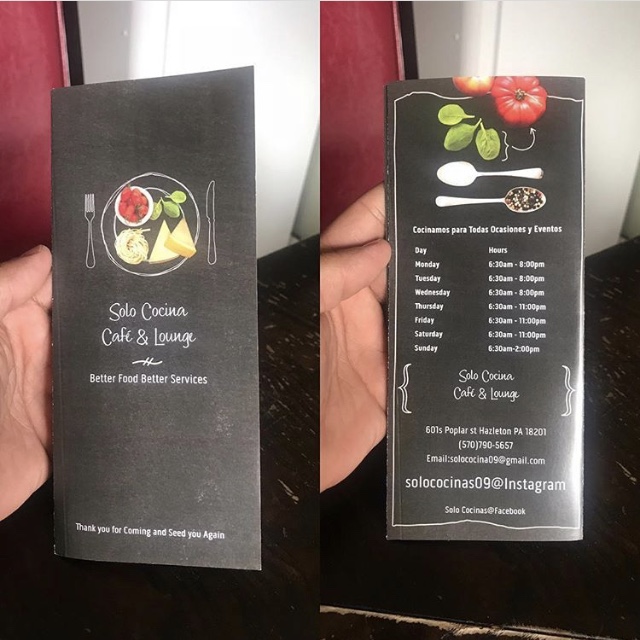 Solo Cocina
Café & Lounge
Better Food Better Services
Thank you for Coming and Seed you Again
Cocinamos para Todas Ocasiones y Eventos
Day Hours
Monday 6:30am - 8:00pm
Tuesday 6:30am - 8:00pm
Wednesday 6:30am - 8:00pm
Thursday 6:30am - 11:00pm
Friday 6:30am - 11:00pm
Saturday 6:30am - 11:00pm
Sunday 6:30am-2:00pm
Solo Cocina
Café & Lounge
601s Poplar st Hazleton PA 18201
(570)790-5657
Email:solococina09@gmail.com
solococinas09@Instagram
Solo Cocinas@Facebook